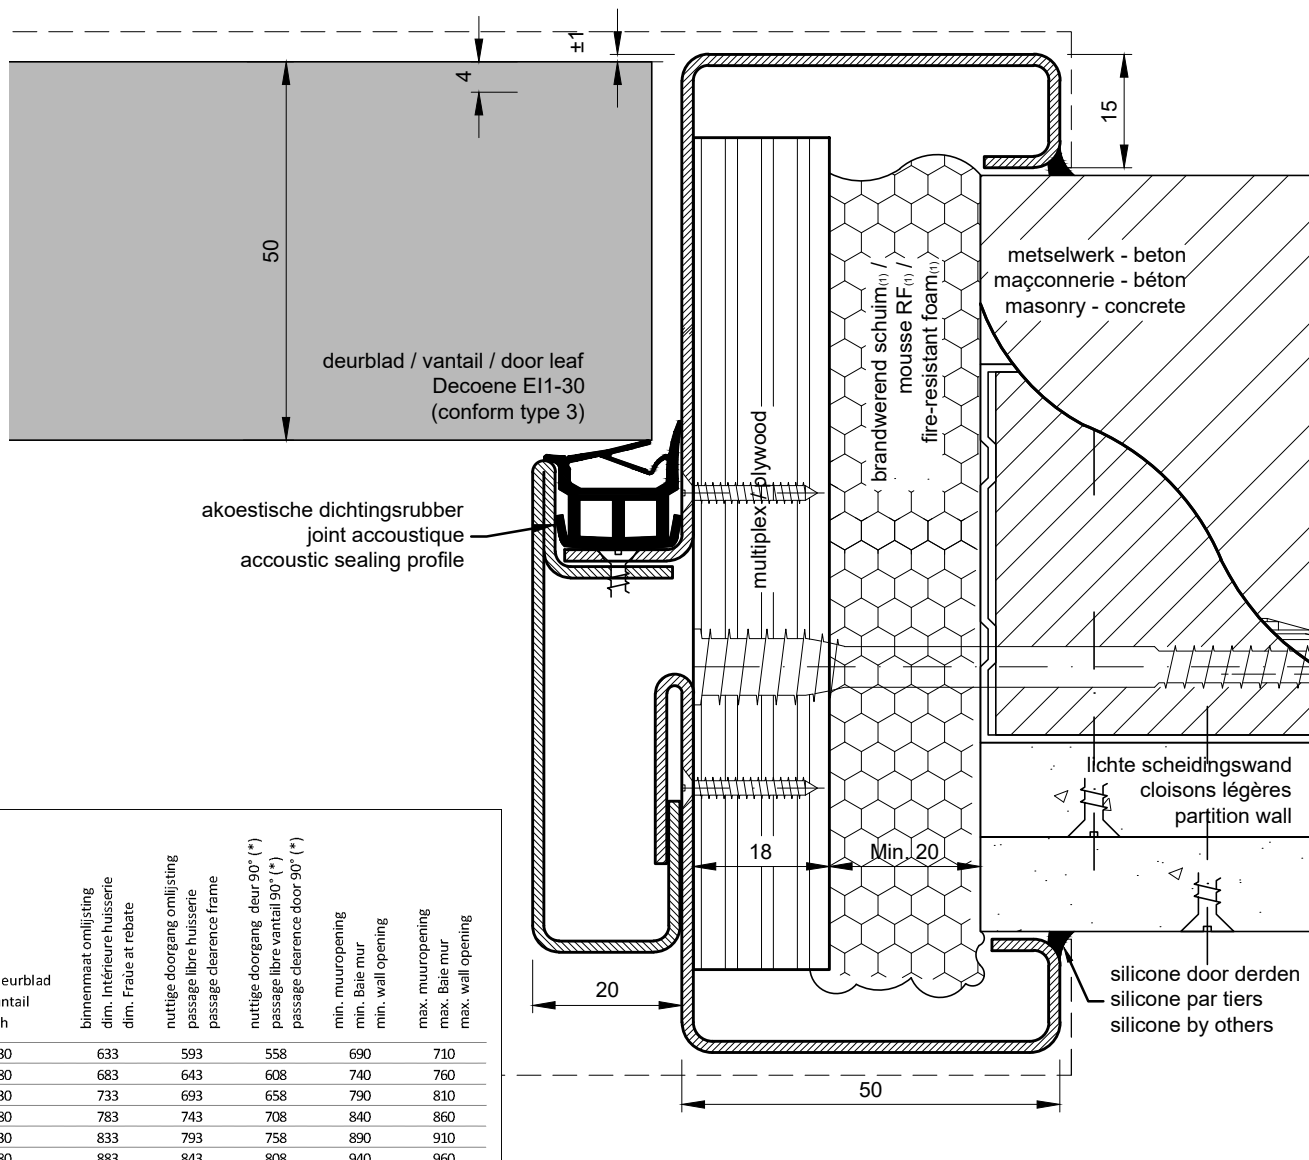 ±1
4
15
50
metselwerk - beton
maçconnerie - béton
masonry - concrete
brandwerend schuim(1) /
mousse RF(1) /
fire-resistant foam(1)
deurblad / vantail / door leaf
Decoene EI1-30
(conform type 3)
multiplex / plywood
akoestische dichtingsrubber
joint accoustique
accoustic sealing profile
lichte scheidingswand
cloisons légères
partition wall
18
Min. 20
20
silicone door derden
silicone par tiers
silicone by others
50
binnenmaat omlijsting
dim. Intérieure huisserie
dim. Fraùe at rebate
nuttige doorgang omlijsting
passage libre huisserie
passage clearence frame
nuttige doorgang deur 90° (*)
passage libre vantail 90° (*)
passage clearence door 90° (*)
min. muuropening
min. Baie mur
min. wall opening
max. muuropening
max. Baie mur
max. wall opening
633 593 558 690 710
683 643 608 740 760
733 693 658 790 810
783 743 708 840 860
833 793 758 890 910
883 843 808 940 960